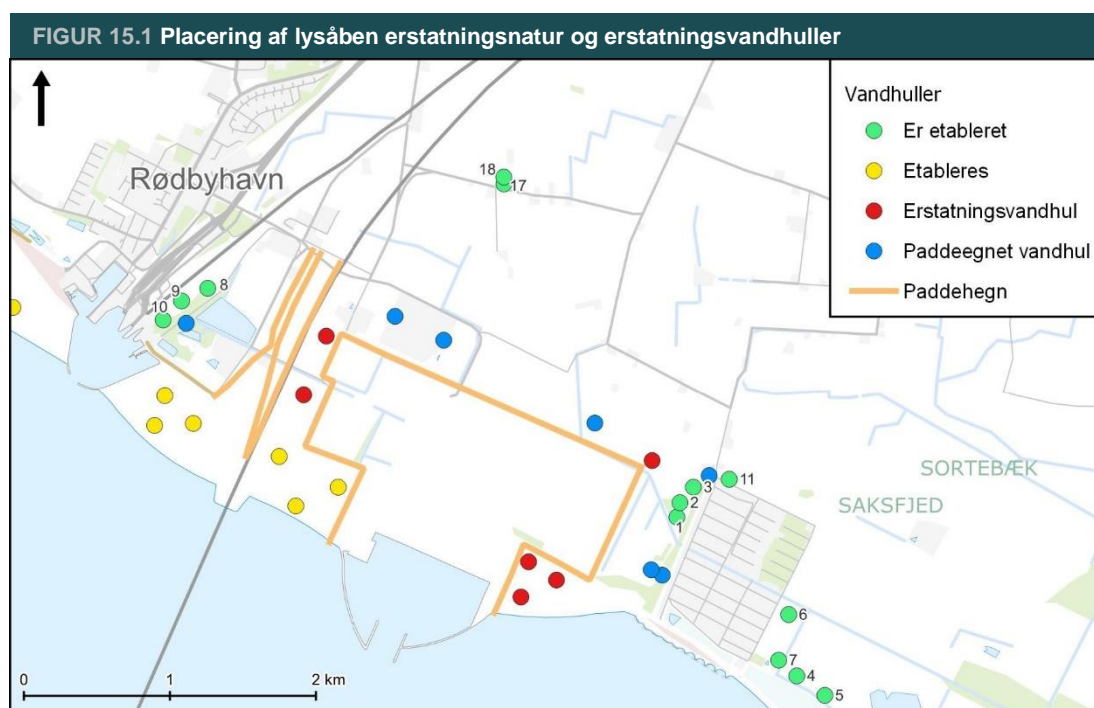 FIGUR 15.1 Placering af lysåben erstatningsnatur og erstatningsvandhuller
Vandhuller
Er etableret
Etableres
Erstatningsvandhul
Paddeegnet vandhul
Paddehegn
Rødbyhavn
18
17
8
9
10
3
11
2
1
SORTEBÆK
SAKSFJED
6
7
4
5
0 1 2 km